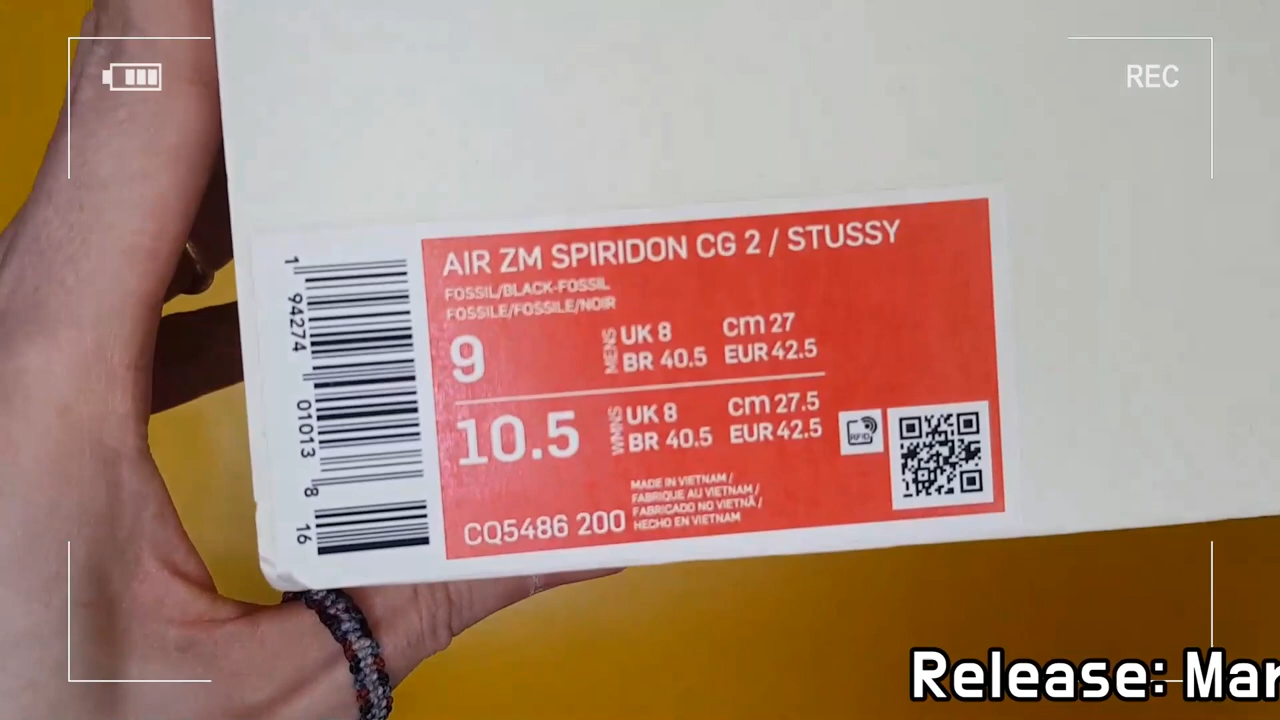 REC
AIR ZM SPIRIDON CG 2 / STUSSY
FOSSIL/BLACK-FOSSIL
FOSSILE/FOSSILE/NOIR
9
MENS
UK 8
cm 27
BR 40.5
EUR 42.5
10.5
WMNS
UK 8
cm 27.5
BR 40.5
EUR 42.5
RFID
MADE IN VIETNAM /
FABRIQUE AU VIETNAM /
FABRICADO NO VIETNÃ /
HECHO EN VIETNAM
CQ5486 200
1 94274 01013 8 16
Release: Mar